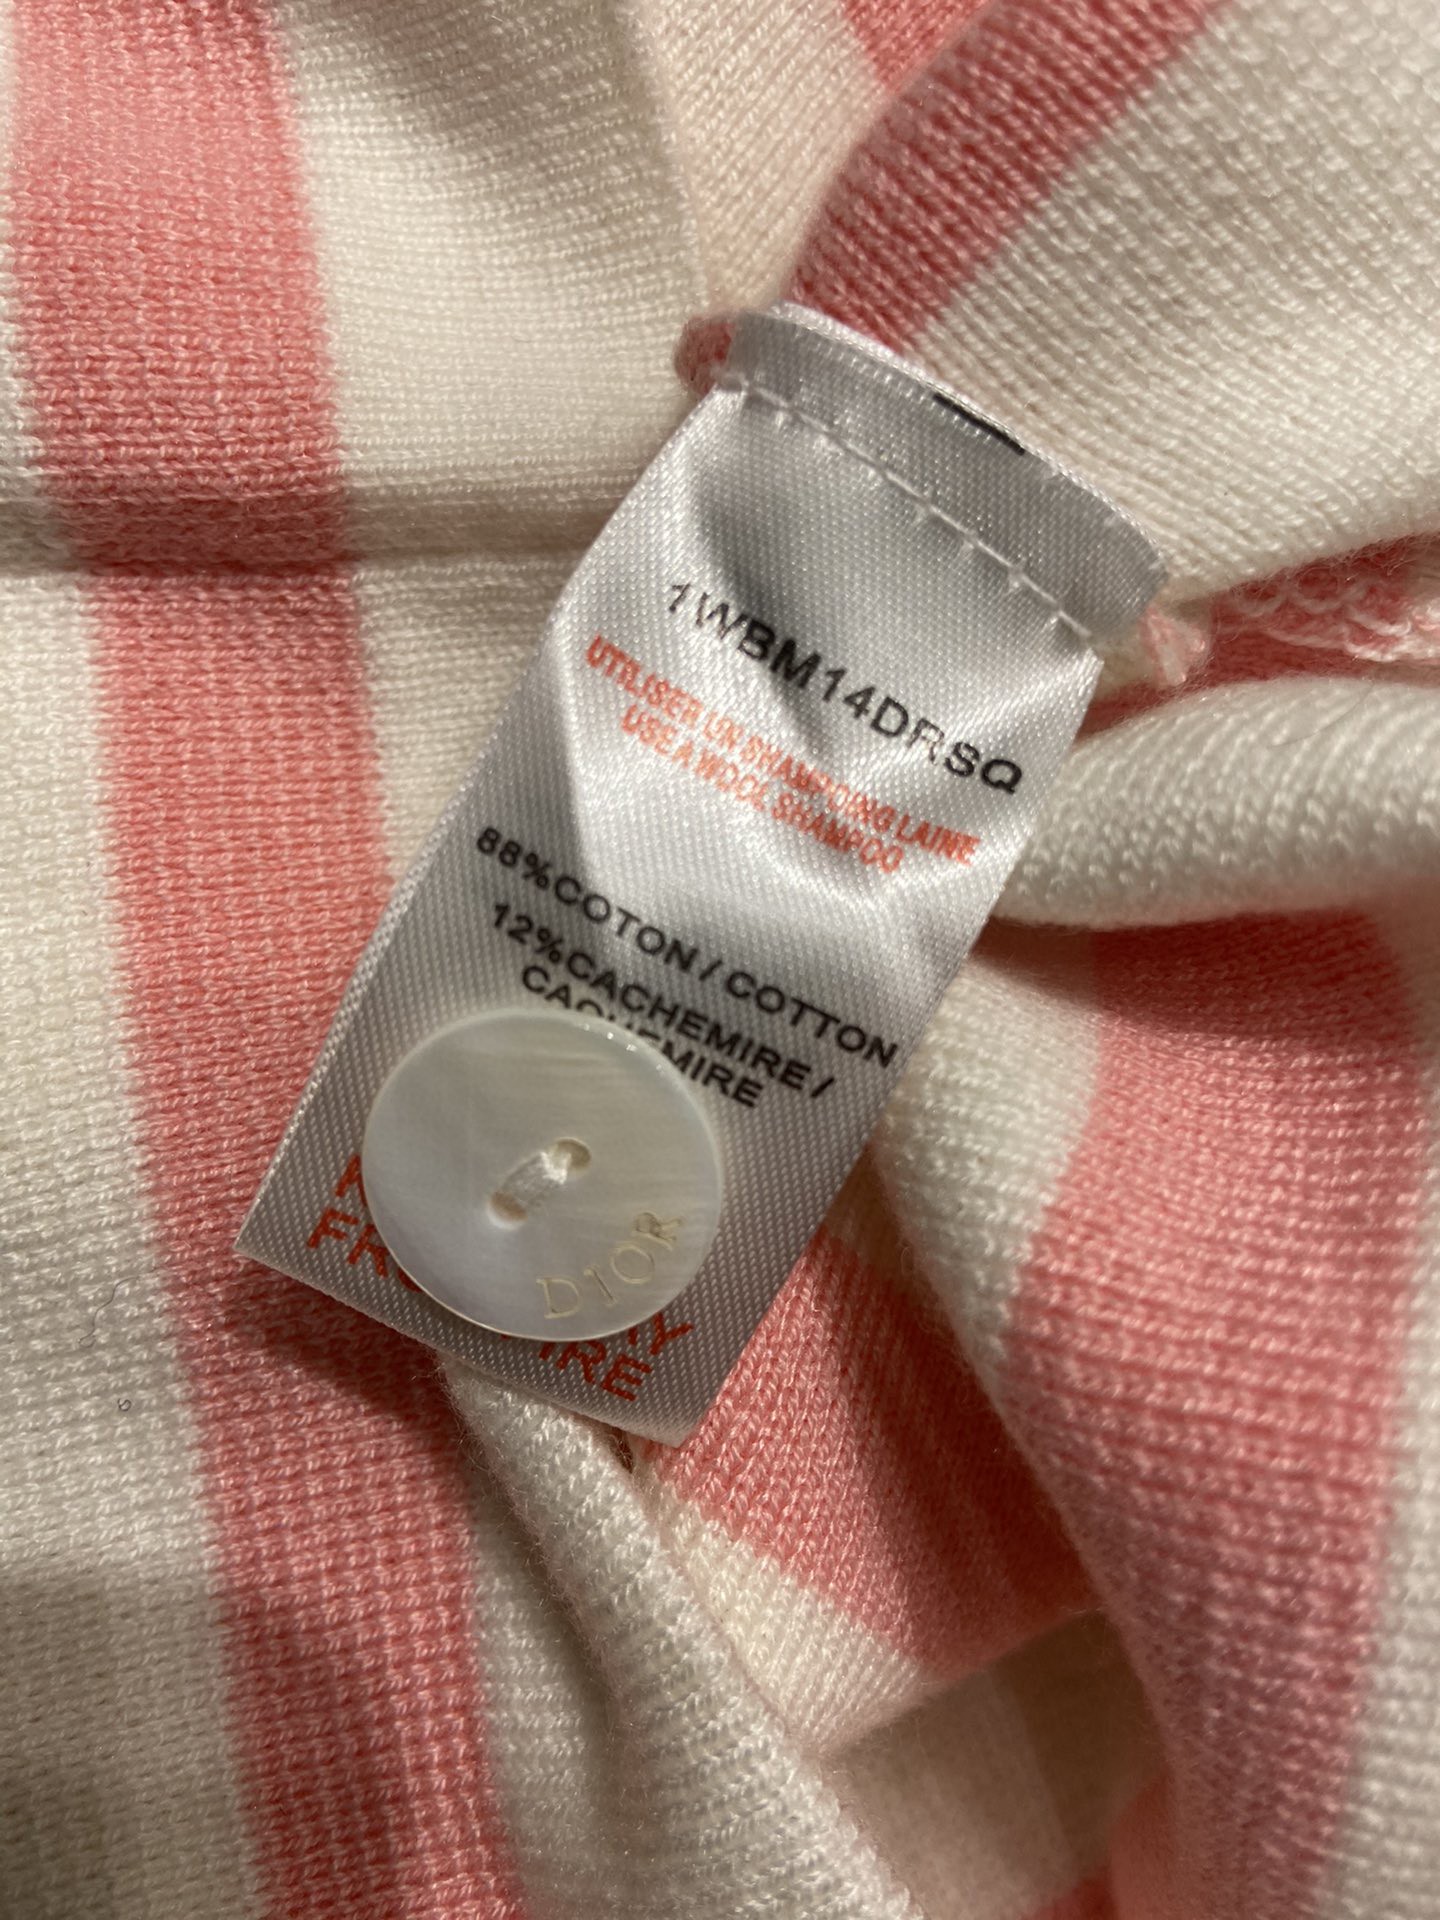 1WBM14DRSQ
UTILISER UN SHAMPOING LAINE
USE A WOOL SHAMPOO
88%COTON / COTTON
12%CACHEMIRE /
CACHEMIRE
DIOR